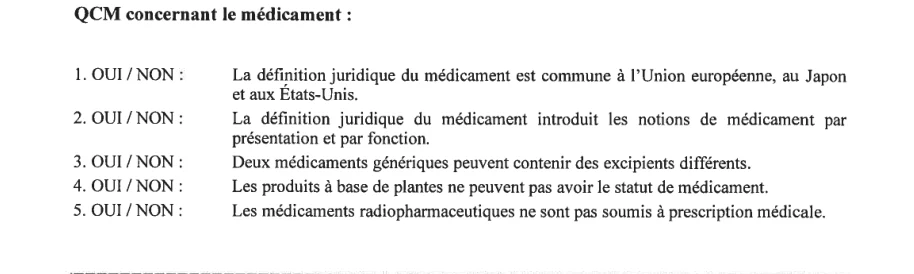 QCM concernant le médicament :
1. OUI / NON : La définition juridique du médicament est commune à l'Union européenne, au Japon
et aux États-Unis.
2. OUI / NON : La définition juridique du médicament introduit les notions de médicament par
présentation et par fonction.
3. OUI / NON : Deux médicaments génériques peuvent contenir des excipients différents.
4. OUI / NON : Les produits à base de plantes ne peuvent pas avoir le statut de médicament.
5. OUI / NON : Les médicaments radiopharmaceutiques ne sont pas soumis à prescription médicale.